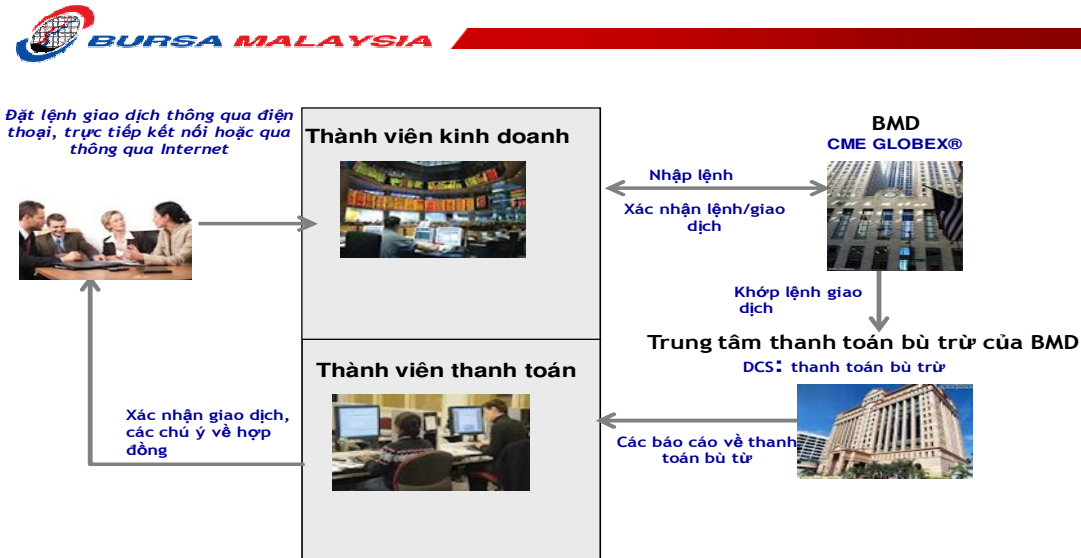 BURSA MALAYSIA
Đặt lệnh giao dịch thông qua điện
thoại, trực tiếp kết nối hoặc qua
thông qua Internet
Thành viên kinh doanh
BMD
CME GLOBEX®
Nhập lệnh
Xác nhận lệnh/giao
dịch
Khớp lệnh giao
dịch
Trung tâm thanh toán bù trừ của BMD
DCS: thanh toán bù trừ
Thành viên thanh toán
Xác nhận giao dịch,
các chú ý về hợp
đồng
Các báo cáo về thanh
toán bù từ